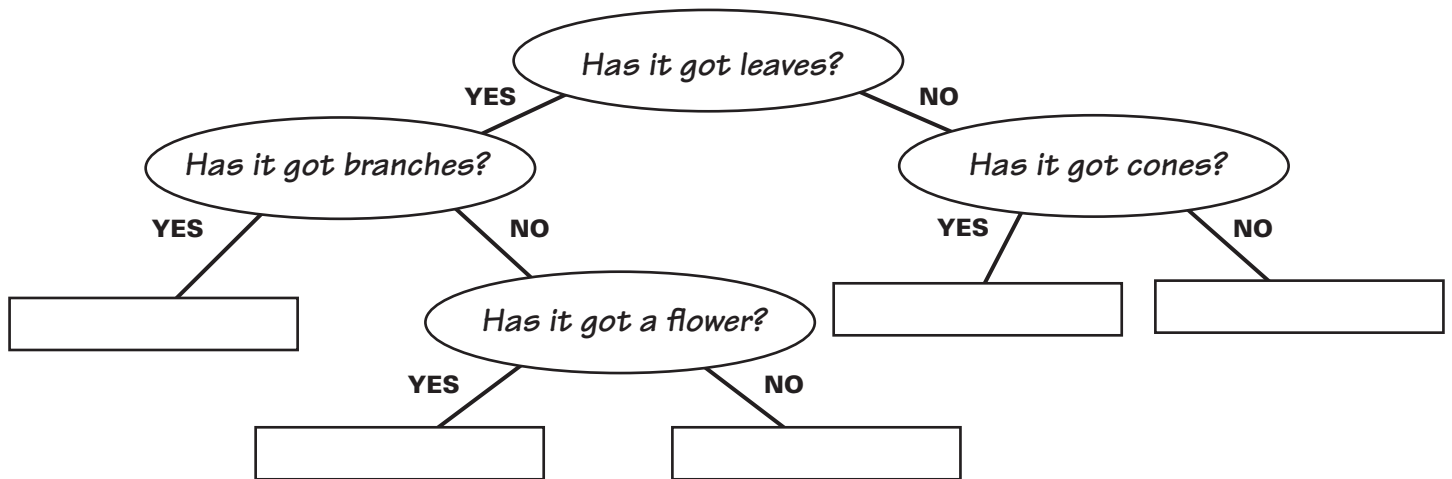 Has it got leaves?
YES
NO
Has it got branches?
Has it got cones?
YES
NO
YES
NO
Has it got a flower?
YES
NO